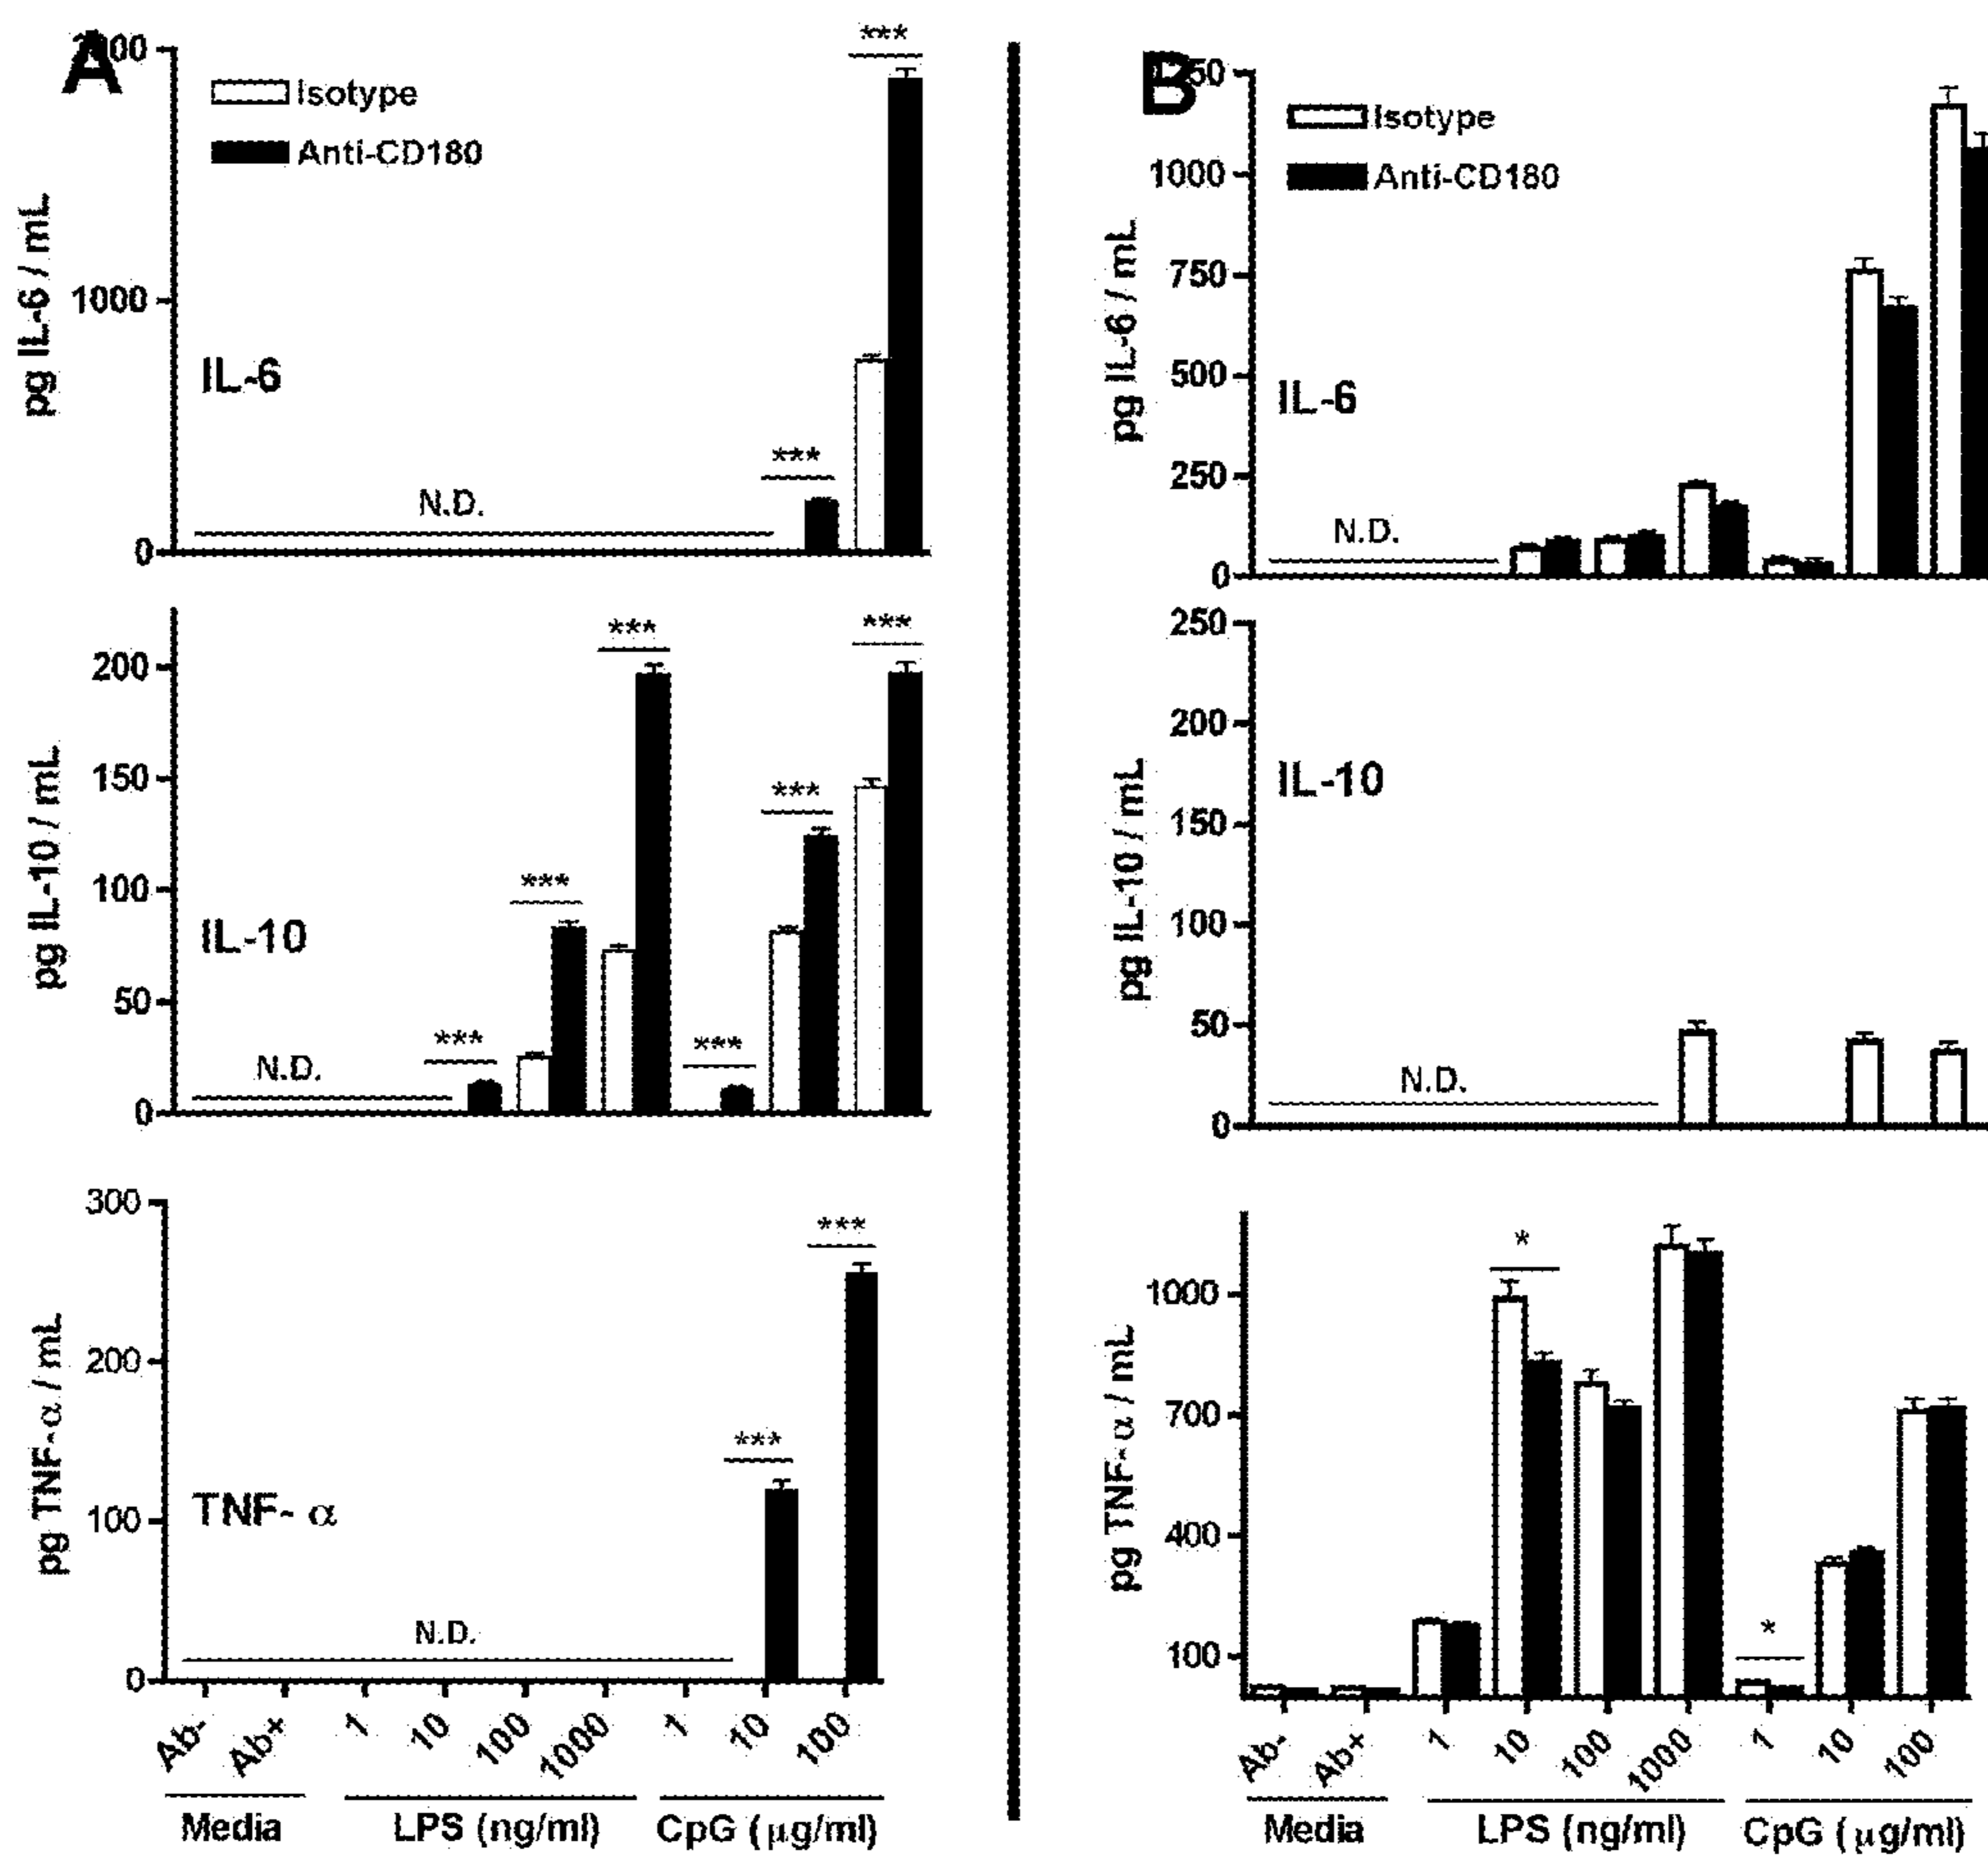 A
Isotype
Anti-CD180
pg IL-6 / mL
1000
0
IL-6
N.D.
***
***
pg IL-10 / mL
200
150
100
50
0
IL-10
N.D.
***
***
***
***
***
***
pg TNF-α / mL
300
200
100
0
TNF- α
N.D.
***
***
Ab- Ab+ 1 10 100 1000 1 10 100
Media LPS (ng/ml) CpG (μg/ml)
B
Isotype
Anti-CD180
pg IL-6 / mL
1000
750
500
250
0
IL-6
N.D.
pg IL-10 / mL
250
200
150
100
50
0
IL-10
N.D.
pg TNF-α / mL
1000
700
400
100
*
*
Ab- Ab+ 1 10 100 1000 1 10 100
Media LPS (ng/ml) CpG (μg/ml)